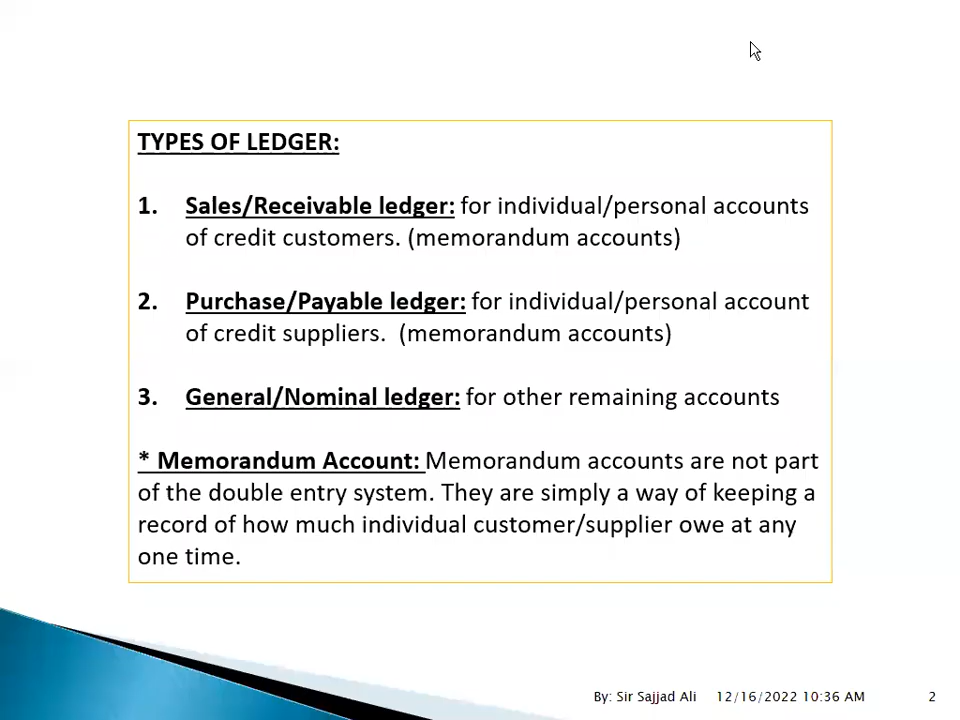 TYPES OF LEDGER:
1. Sales/Receivable ledger: for individual/personal accounts
of credit customers. (memorandum accounts)
2. Purchase/Payable ledger: for individual/personal account
of credit suppliers. (memorandum accounts)
3. General/Nominal ledger: for other remaining accounts
* Memorandum Account: Memorandum accounts are not part
of the double entry system. They are simply a way of keeping a
record of how much individual customer/supplier owe at any
one time.
By: Sir Sajjad Ali 12/16/2022 10:36 AM 2